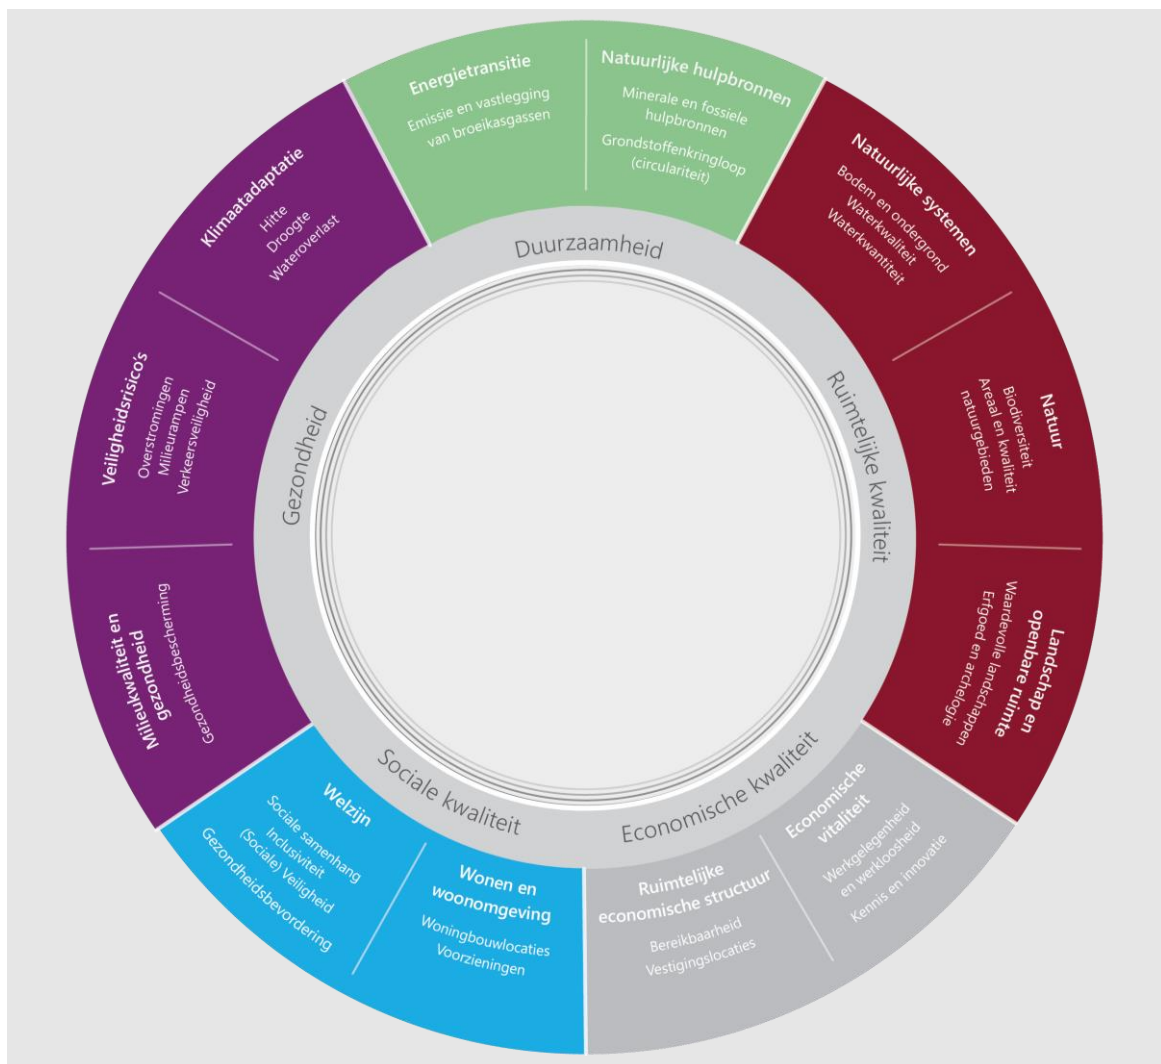 Duurzaamheid
Energietransitie
Emissie en vastlegging
van broeikasgassen
Natuurlijke hulpbronnen
Minerale en fossiele
hulpbronnen
Grondstoffenkringloop
(circulariteit)
Ruimtelijke kwaliteit
Natuurlijke systemen
Bodem en ondergrond
Waterkwaliteit
Waterkwantiteit
Natuur
Biodiversiteit
Areaal en kwaliteit
natuurgebieden
Landschap en
openbare ruimte
Waardevolle landschappen
Erfgoed en archelogie
Economische kwaliteit
Economische
vitaliteit
Werkgelegenheid
en werkloosheid
Kennis en innovatie
Ruimtelijke
economische structuur
Bereikbaarheid
Vestigingslocaties
Sociale kwaliteit
Wonen en
woonomgeving
Woningbouwlocaties
Voorzieningen
Welzijn
Sociale samenhang
Inclusiviteit
(Sociale) Veiligheid
Gezondheidsbevordering
Gezondheid
Milieukwaliteit en
gezondheid
Gezondheidsbescherming
Veiligheidsrisico's
Overstromingen
Milieurampen
Verkeersveiligheid
Klimaatadaptatie
Hitte
Droogte
Wateroverlast